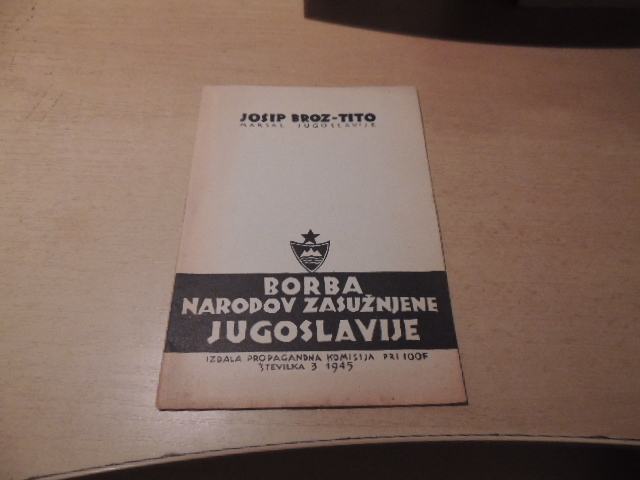 JOSIP BROZ-TITO
MARŠAL JUGOSLAVIJE
BORBA
NARODOV ZASUŽNJENE
JUGOSLAVIJE
IZDALA PROPAGANDNA KOMISIJA PRI IOOF
ŠTEVILKA 3 1945